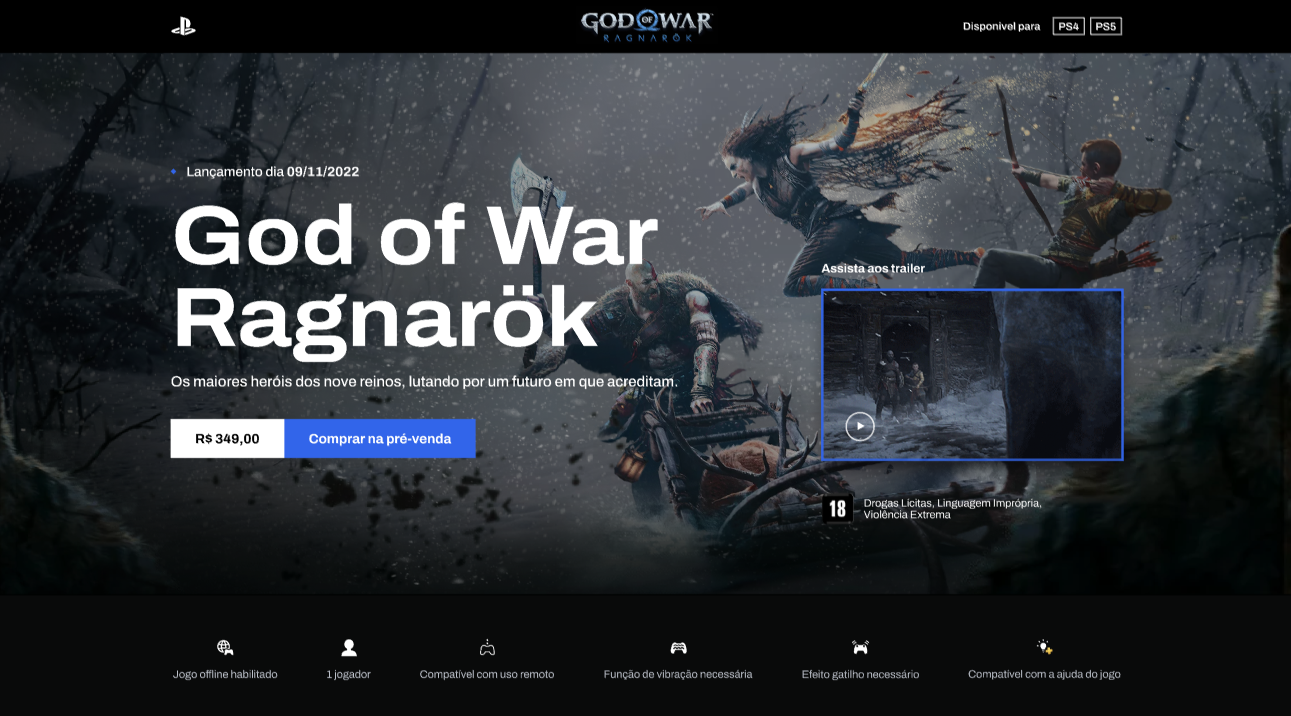 GOD OF WAR
RAGNARÖK
Disponivel para PS4 PS5
Lançamento dia 09/11/2022
God of War
Ragnarök
Os maiores heróis dos nove reinos, lutando por um futuro em que acreditam.
R$ 349,00 Comprar na pré-venda
Assista aos trailer
18 Drogas Lícitas, Linguagem Imprópria,
Violência Extrema
Jogo offline habilitado
1 jogador
Compatível com uso remoto
Função de vibração necessária
Efeito gatilho necessário
Compatível com a ajuda do jogo